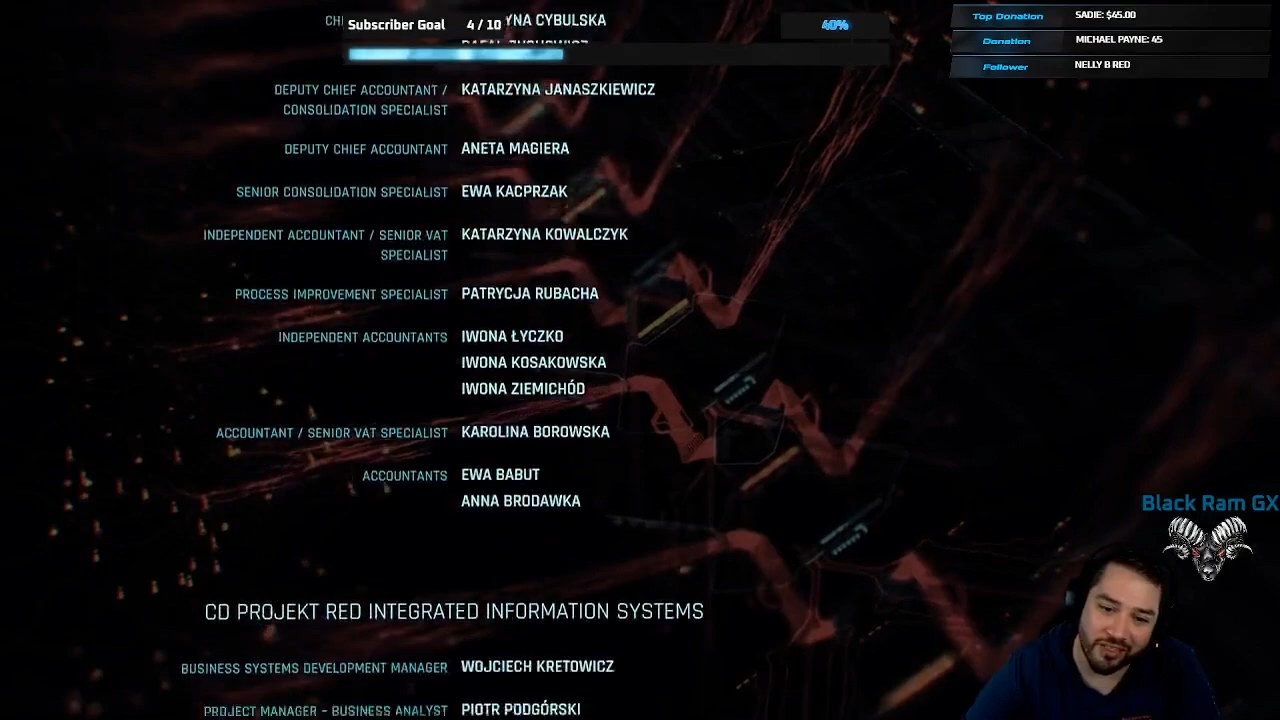 CHI
YNA CYBULSKA
Subscriber Goal 4 / 10
40%
Top Donation SADIE: $45.00
Donation MICHAEL PAYNE: 45
Follower NELLY B RED
DEPUTY CHIEF ACCOUNTANT / KATARZYNA JANASZKIEWICZ
CONSOLIDATION SPECIALIST
DEPUTY CHIEF ACCOUNTANT ANETA MAGIERA
SENIOR CONSOLIDATION SPECIALIST EWA KACPRZAK
INDEPENDENT ACCOUNTANT / SENIOR VAT KATARZYNA KOWALCZYK
SPECIALIST
PROCESS IMPROVEMENT SPECIALIST PATRYCJA RUBACHA
INDEPENDENT ACCOUNTANTS IWONA ŁYCZKO
IWONA KOSAKOWSKA
IWONA ZIEMICHÓD
ACCOUNTANT / SENIOR VAT SPECIALIST KAROLINA BOROWSKA
ACCOUNTANTS EWA BABUT
ANNA BRODAWKA
Black Ram GX
CD PROJEKT RED INTEGRATED INFORMATION SYSTEMS
BUSINESS SYSTEMS DEVELOPMENT MANAGER WOJCIECH KRETOWICZ
PROJECT MANAGER – BUSINESS ANALYST PIOTR PODGÓRSKI